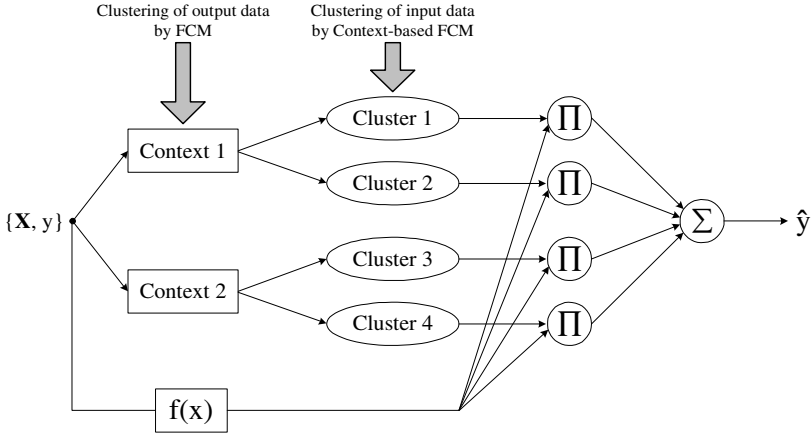 Clustering of output data
by FCM
Clustering of input data
by Context-based FCM
Cluster 1
∏
Context 1
Cluster 2
∏
{X, y}
Σ
ŷ
Cluster 3
∏
Context 2
Cluster 4
∏
f(x)